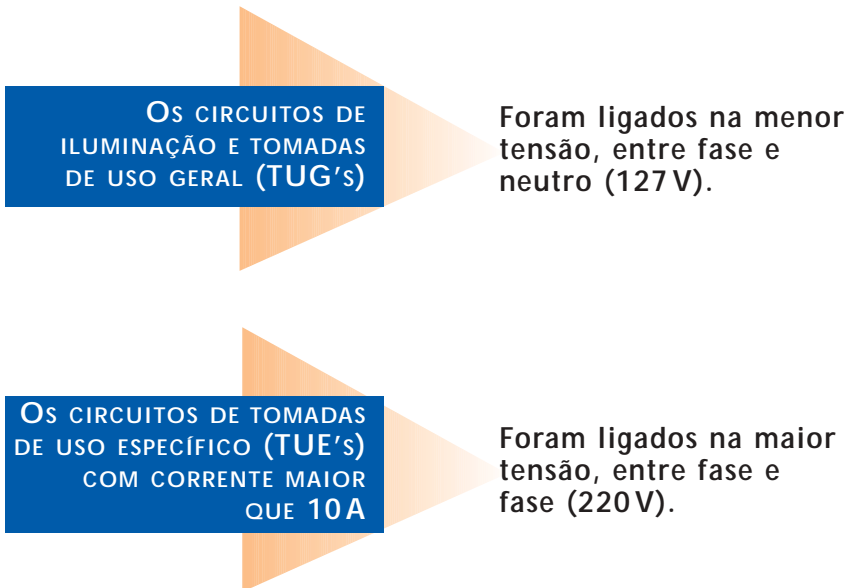 Os circuitos de
iluminação e tomadas
de uso geral (TUG's)
Foram ligados na menor
tensão, entre fase e
neutro (127 V).
Os circuitos de tomadas
de uso específico (TUE's)
com corrente maior
que 10 A
Foram ligados na maior
tensão, entre fase e
fase (220 V).